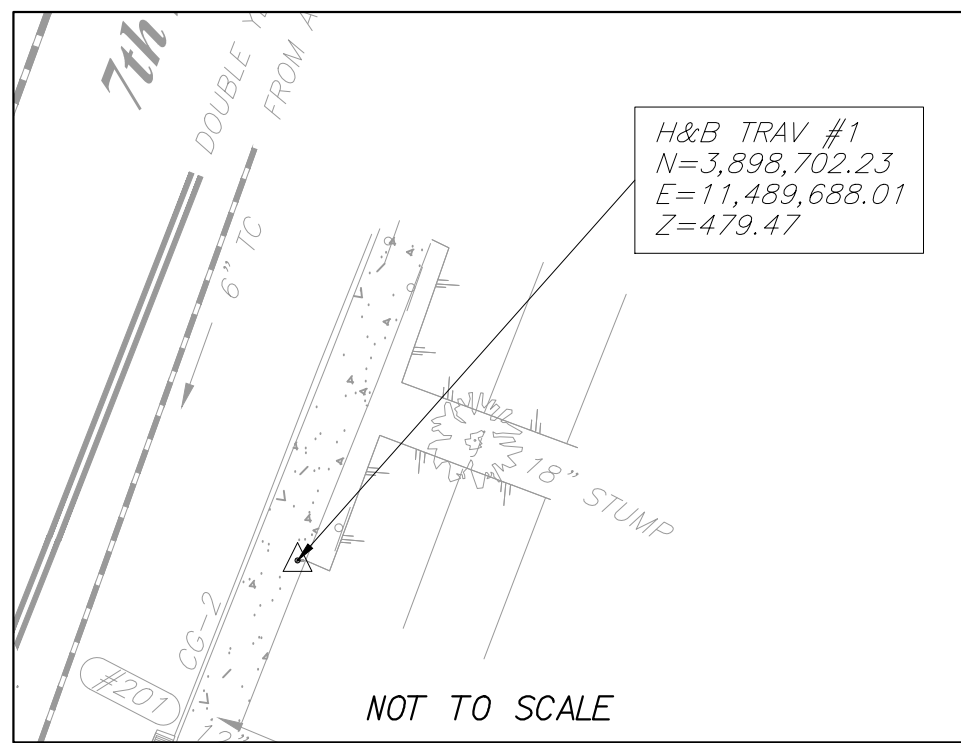 7th
DOUBLE
FROM
6" TC
H&B TRAV #1
N=3,898,702.23
E=11,489,688.01
Z=479.47
18" STUMP
CG-2
#201
12"
NOT TO SCALE